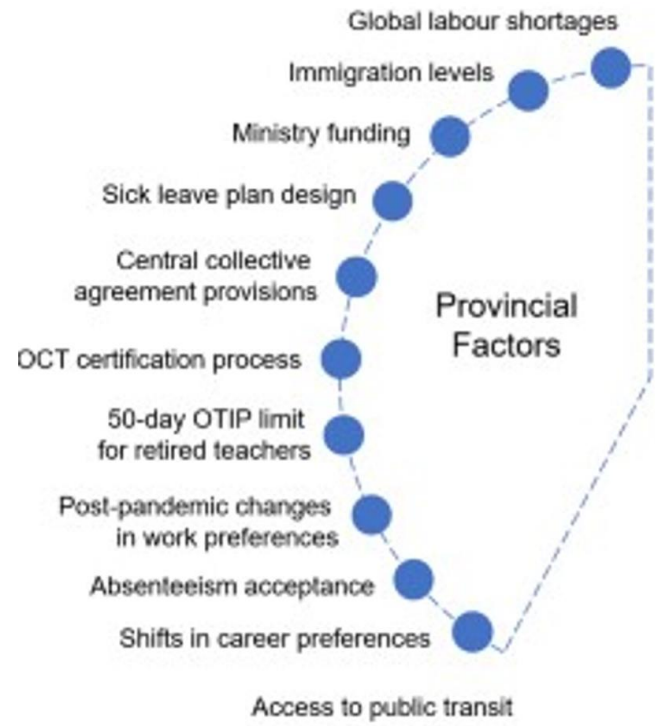 Global labour shortages
Immigration levels
Ministry funding
Sick leave plan design
Central collective
agreement provisions
Provincial
Factors
OCT certification process
50-day OTIP limit
for retired teachers
Post-pandemic changes
in work preferences
Absenteeism acceptance
Shifts in career preferences
Access to public transit